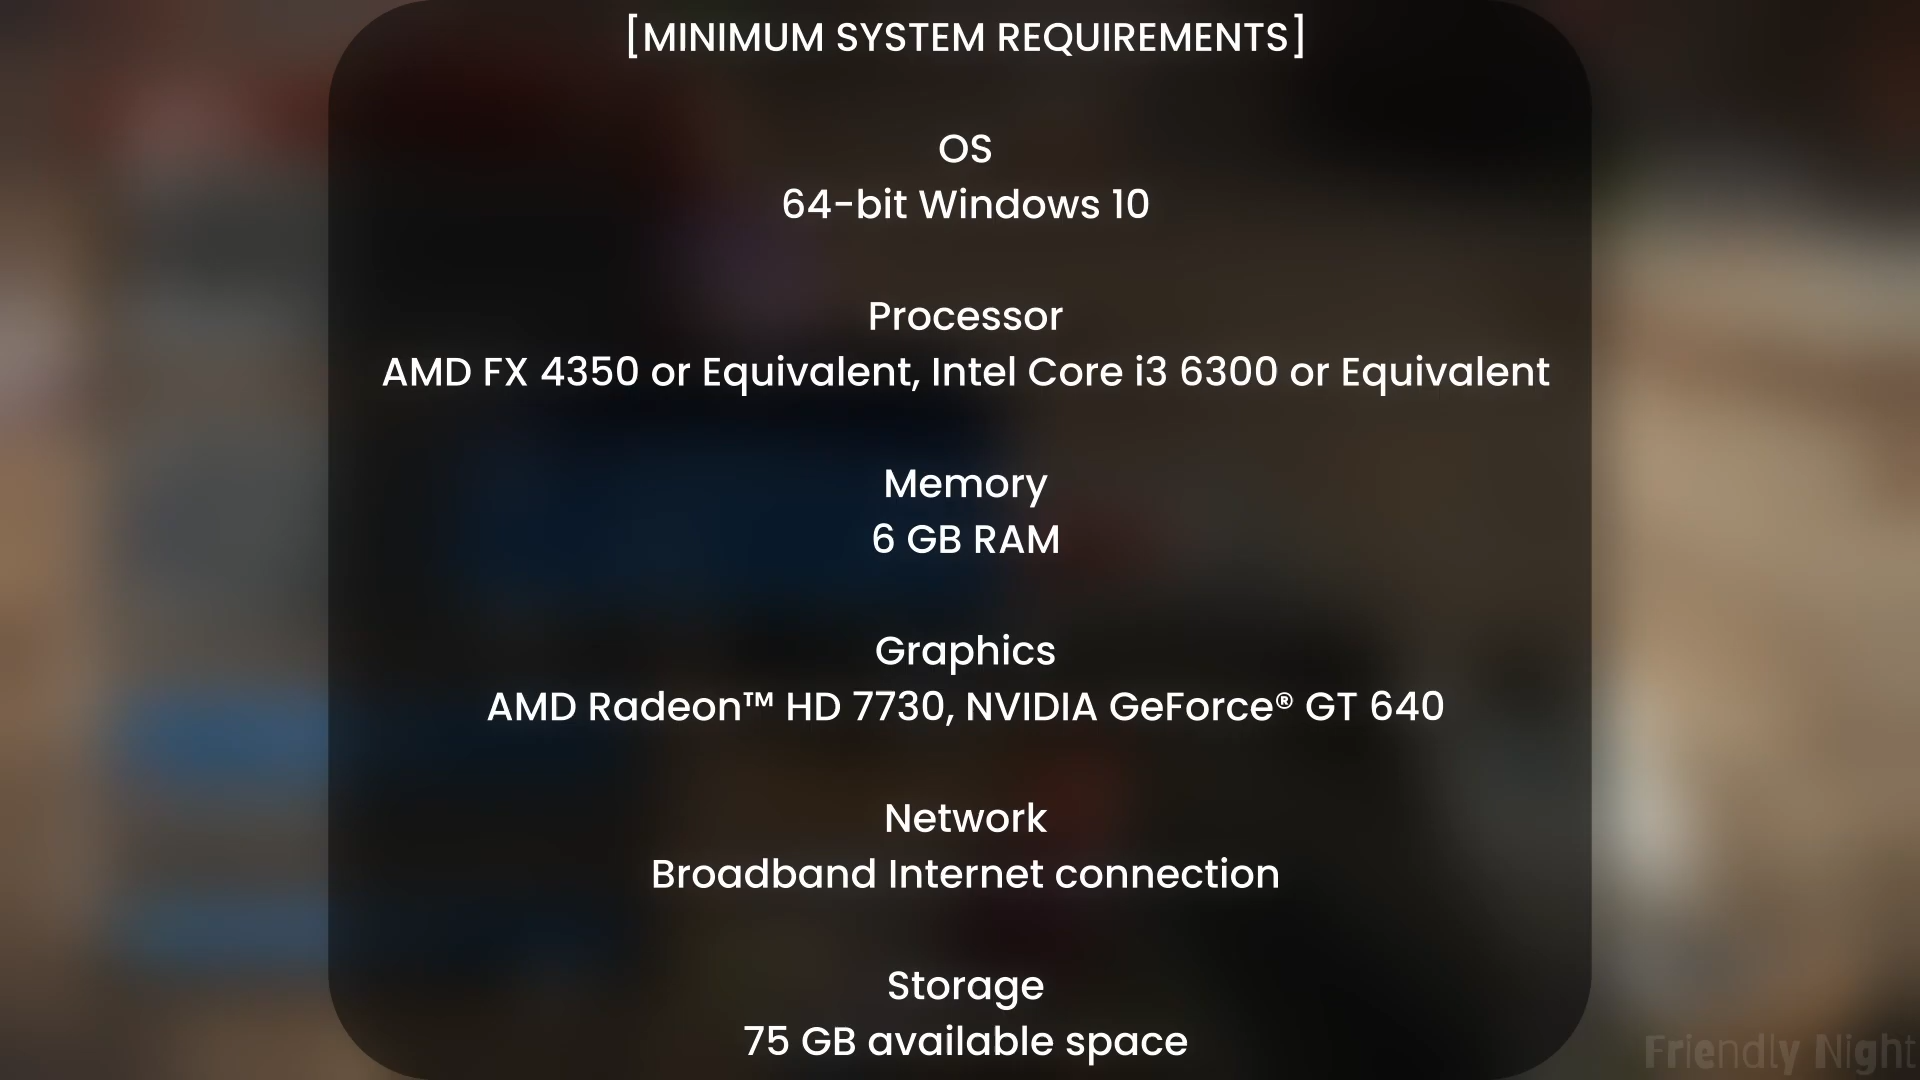 [MINIMUM SYSTEM REQUIREMENTS]
OS
64-bit Windows 10
Processor
AMD FX 4350 or Equivalent, Intel Core i3 6300 or Equivalent
Memory
6 GB RAM
Graphics
AMD Radeon™ HD 7730, NVIDIA GeForce® GT 640
Network
Broadband Internet connection
Storage
75 GB available space
Friendly Night